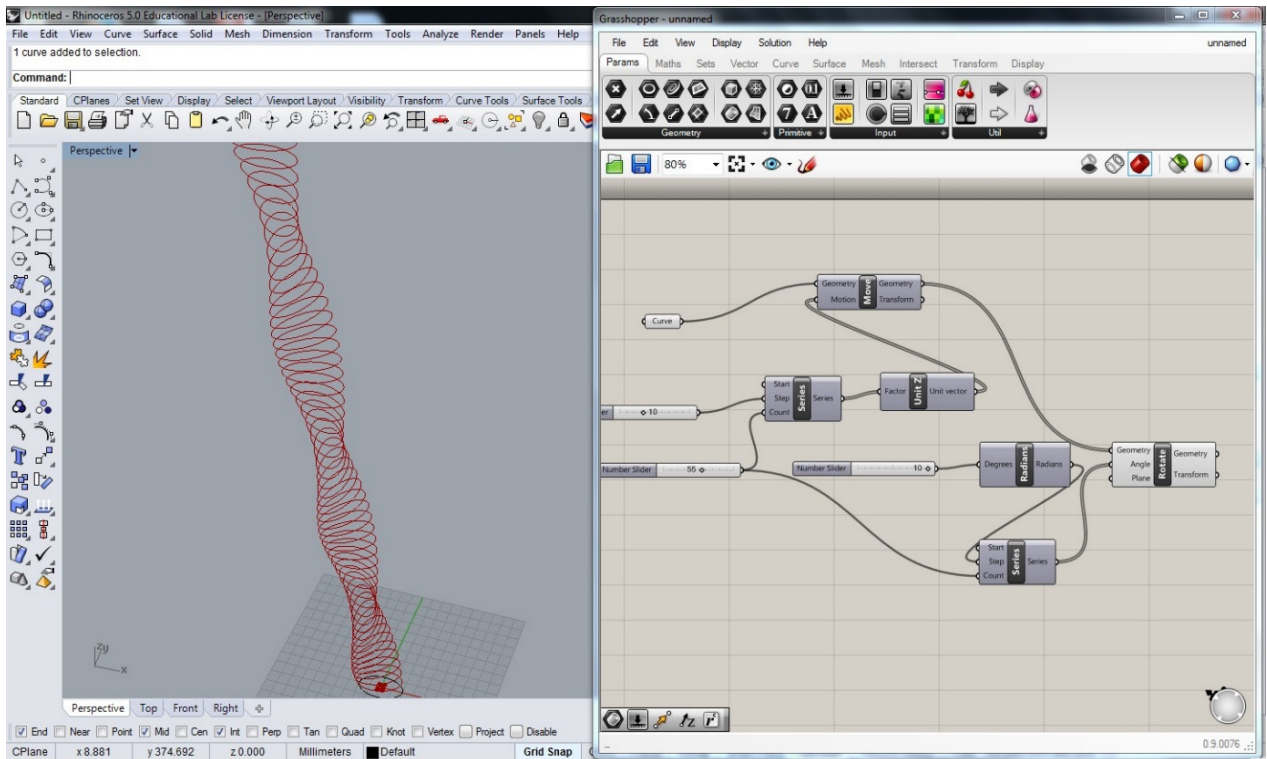 Untitled - Rhinoceros 5.0 Educational Lab License - [Perspective]
File Edit View Curve Surface Solid Mesh Dimension Transform Tools Analyze Render Panels Help
1 curve added to selection.
Command:
Standard CPlanes Set View Display Select Viewport Layout Visibility Transform Curve Tools Surface Tools
Perspective
zy
x
Perspective Top Front Right
End Near Point Mid Cen Int Perp Tan Quad Knot Vertex Project Disable
CPlane x 8.881 y 374.692 z 0.000 Millimeters Default Grid Snap
Grasshopper - unnamed
File Edit View Display Solution Help unnamed
Params Maths Sets Vector Curve Surface Mesh Intersect Transform Display
Geometry Primitive Input Util
80%
Geometry Move Geometry
Motion Transform
Curve
Start
Step Series Series
Count
Factor Unit Z Unit vector
er 10
Number Slider 55
Number Slider 10
Degrees Radians Radians
Geometry Rotate Geometry
Angle
Plane Transform
Start
Step Series Series
Count
0.9.0076